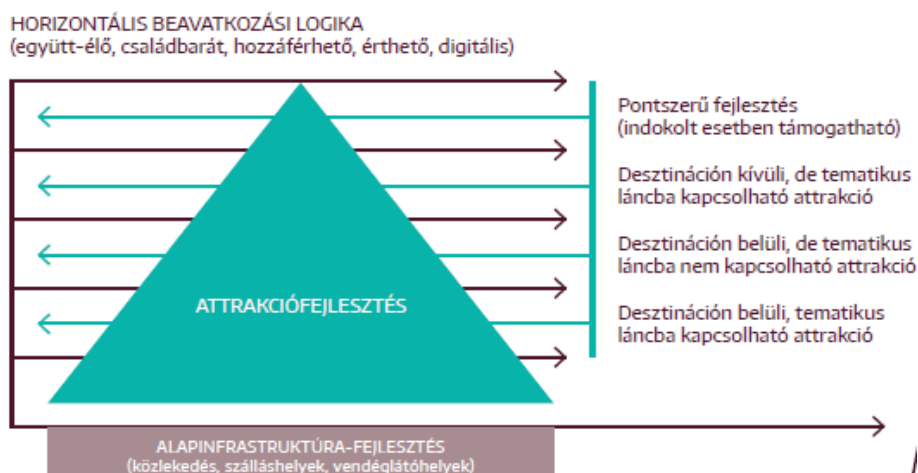 HORIZONTÁLIS BEAVATKOZÁSI LOGIKA
(együtt-élő, családbarát, hozzáférhető, érthető, digitális)
Pontszerű fejlesztés
(indokolt esetben támogatható)
Desztináción kívüli, de tematikus
láncba kapcsolható attrakció
Desztináción belüli, de tematikus
láncba nem kapcsolható attrakció
Desztináción belüli, tematikus
láncba kapcsolható attrakció
ATTRAKCIÓFEJLESZTÉS
ALAPINFRASTRUKTÚRA-FEJLESZTÉS
(közlekedés, szálláshelyek, vendéglátóhelyek)